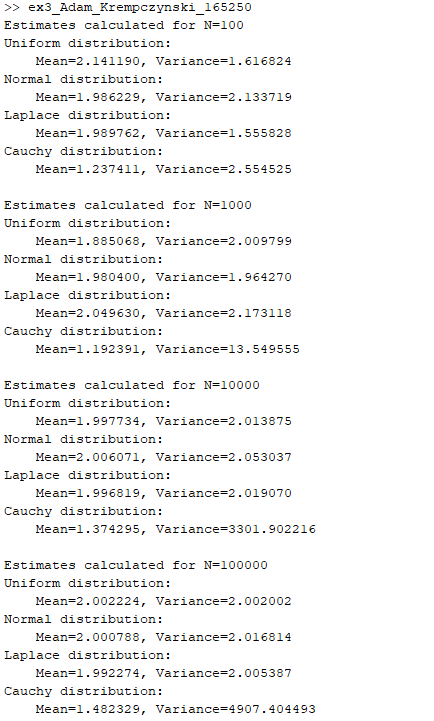 >> ex3_Adam_Krempczynski_165250
Estimates calculated for N=100
Uniform distribution:
    Mean=2.141190, Variance=1.616824
Normal distribution:
    Mean=1.986229, Variance=2.133719
Laplace distribution:
    Mean=1.989762, Variance=1.555828
Cauchy distribution:
    Mean=1.237411, Variance=2.554525

Estimates calculated for N=1000
Uniform distribution:
    Mean=1.885068, Variance=2.009799
Normal distribution:
    Mean=1.980400, Variance=1.964270
Laplace distribution:
    Mean=2.049630, Variance=2.173118
Cauchy distribution:
    Mean=1.192391, Variance=13.549555

Estimates calculated for N=10000
Uniform distribution:
    Mean=1.997734, Variance=2.013875
Normal distribution:
    Mean=2.006071, Variance=2.053037
Laplace distribution:
    Mean=1.996819, Variance=2.019070
Cauchy distribution:
    Mean=1.374295, Variance=3301.902216

Estimates calculated for N=100000
Uniform distribution:
    Mean=2.002224, Variance=2.002002
Normal distribution:
    Mean=2.000788, Variance=2.016814
Laplace distribution:
    Mean=1.992274, Variance=2.005387
Cauchy distribution:
    Mean=1.482329, Variance=4907.404493